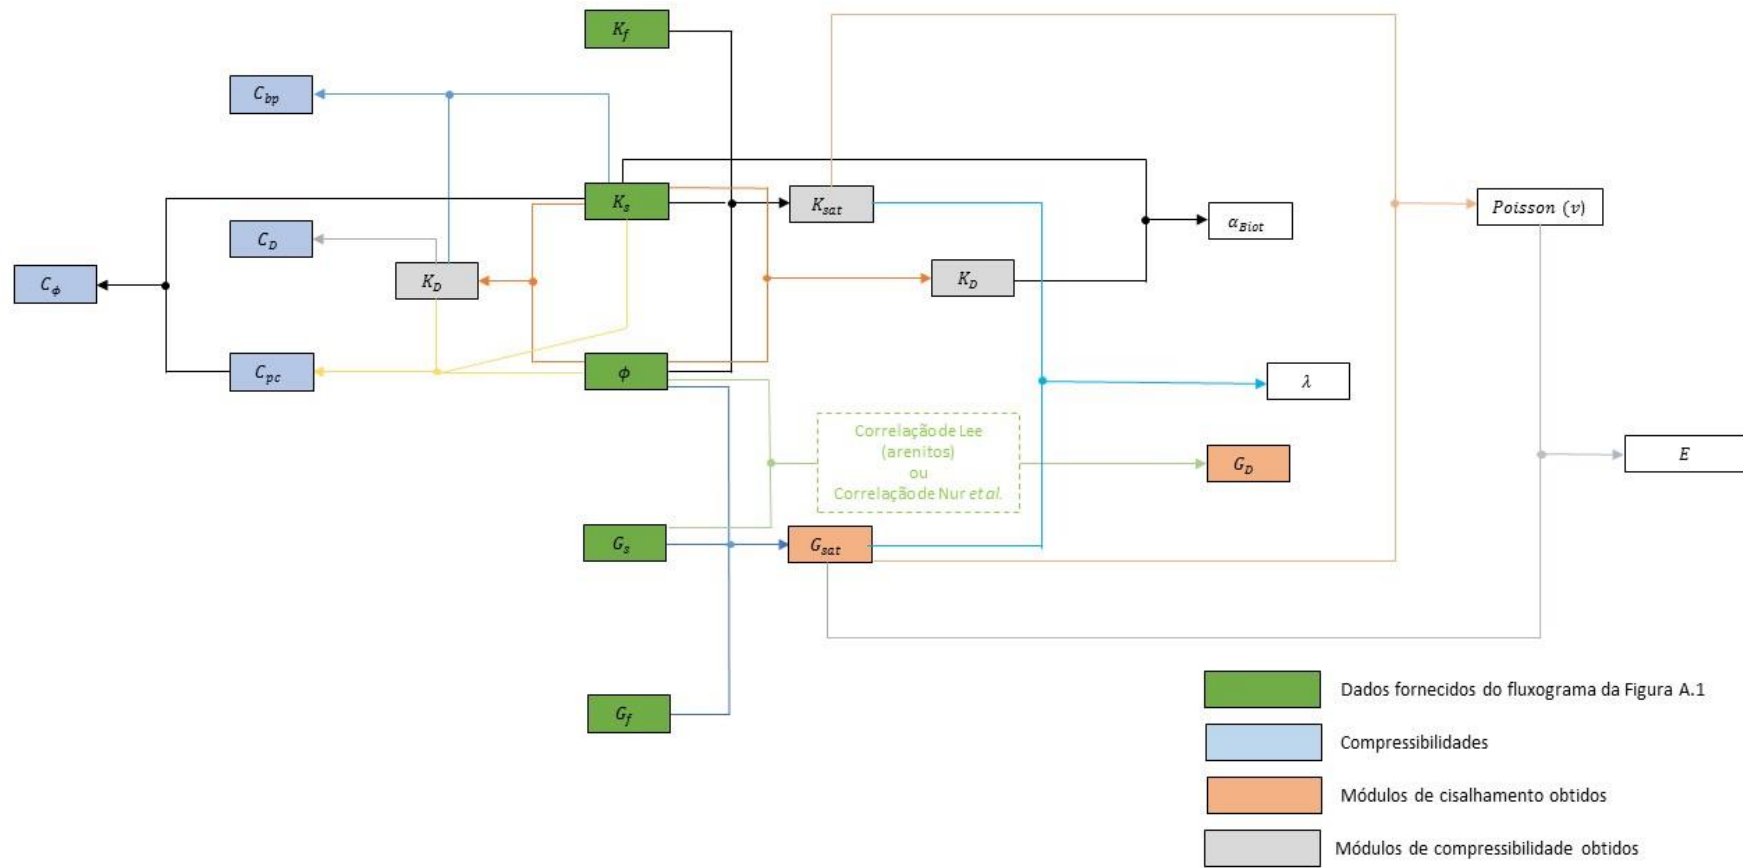 K_f
C_bp
K_s
K_sat
Poisson (v)
α_Biot
C_D
C_ϕ
K_D
K_D
C_pc
ϕ
λ
Correlação de Lee
(arenitos)
ou
Correlação de Nur et al.
G_D
E
G_s
G_sat
G_f
Dados fornecidos do fluxograma da Figura A.1
Compressibilidades
Módulos de cisalhamento obtidos
Módulos de compressibilidade obtidos